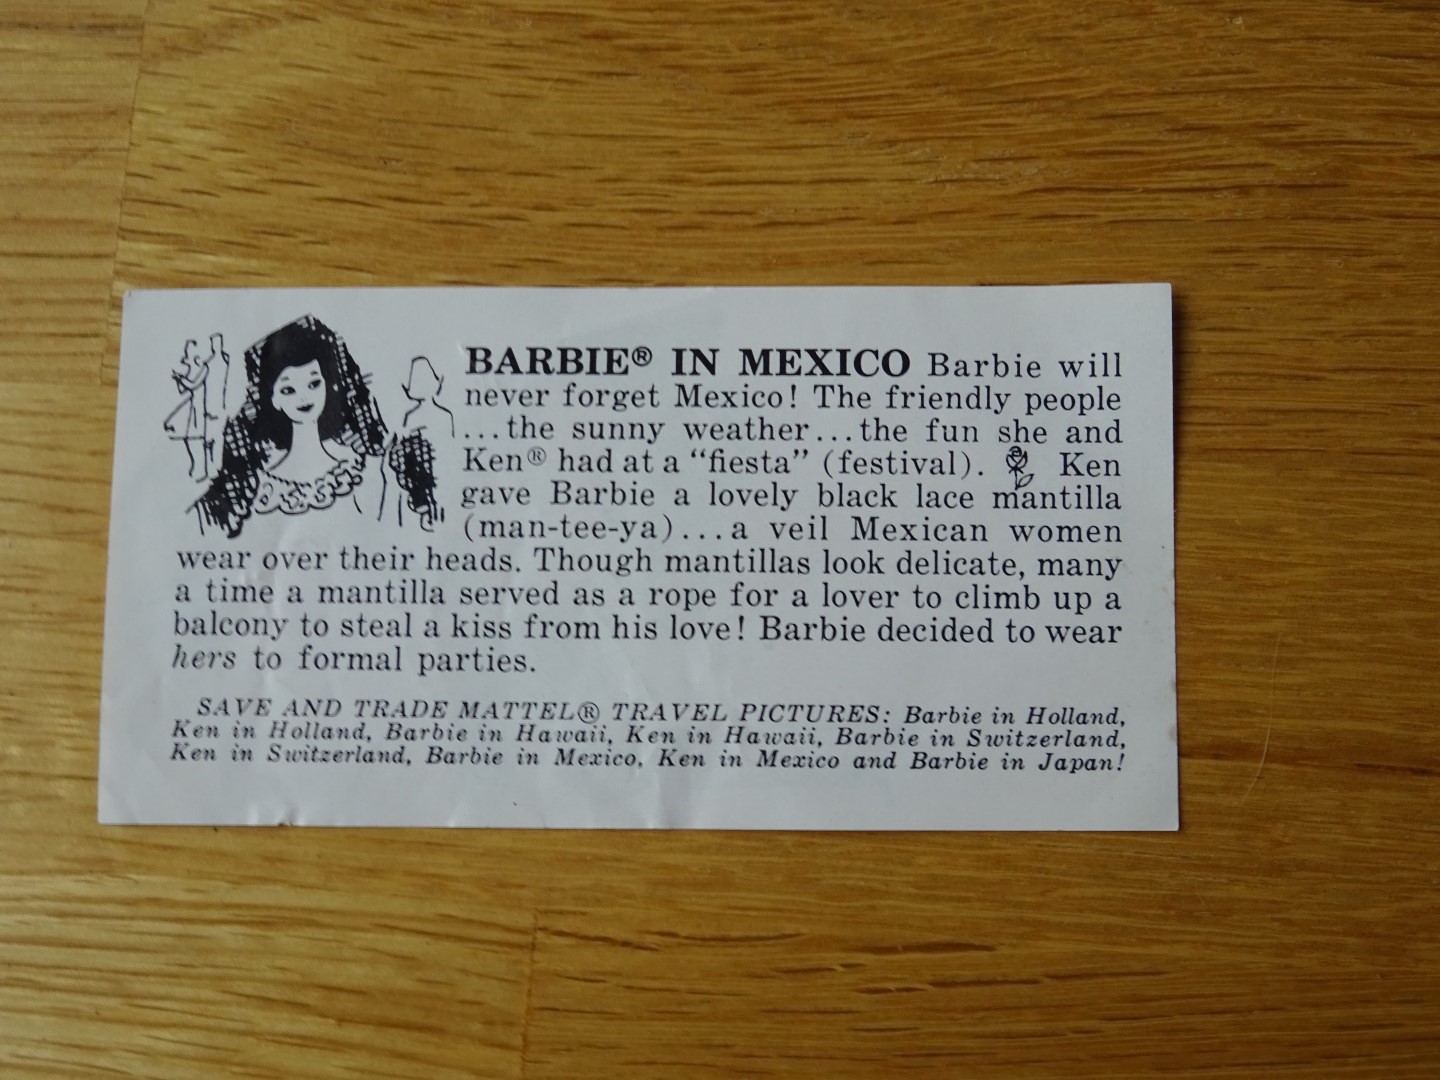 BARBIE® IN MEXICO Barbie will
never forget Mexico! The friendly people
...the sunny weather...the fun she and
Ken® had at a “fiesta” (festival). Ken
gave Barbie a lovely black lace mantilla
(man-tee-ya)...a veil Mexican women
wear over their heads. Though mantillas look delicate, many
a time a mantilla served as a rope for a lover to climb up a
balcony to steal a kiss from his love! Barbie decided to wear
hers to formal parties.
SAVE AND TRADE MATTEL® TRAVEL PICTURES: Barbie in Holland,
Ken in Holland, Barbie in Hawaii, Ken in Hawaii, Barbie in Switzerland,
Ken in Switzerland, Barbie in Mexico, Ken in Mexico and Barbie in Japan!